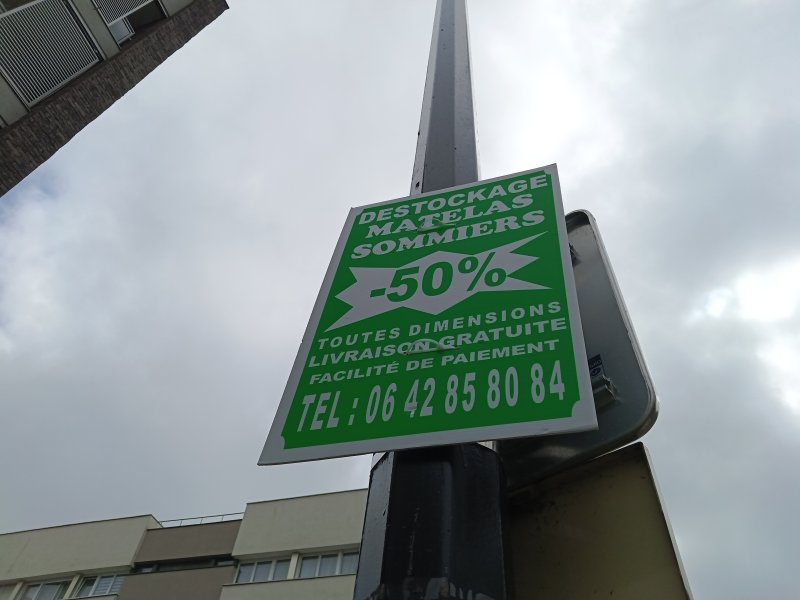 DESTOCKAGE
MATELAS
SOMMIERS
-50%
TOUTES DIMENSIONS
LIVRAISON GRATUITE
FACILITÉ DE PAIEMENT
TEL : 06 42 85 80 84